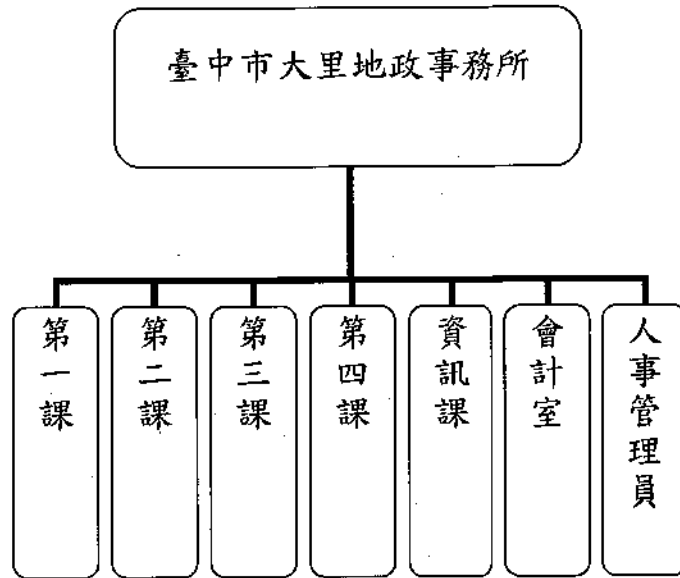 臺中市大里地政事務所
第一課
第二課
第三課
第四課
資訊課
會計室
人事管理員